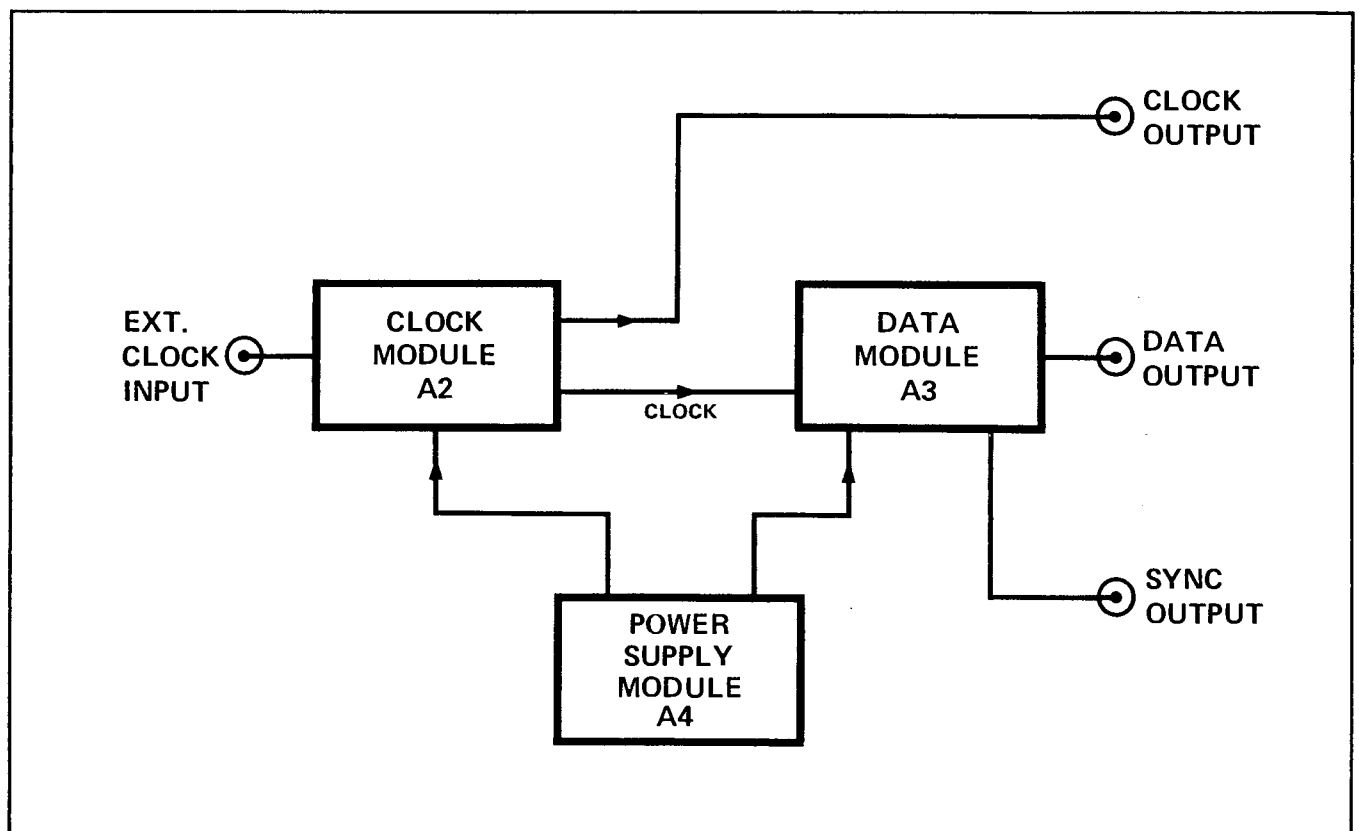 CLOCK
OUTPUT
EXT.
CLOCK
INPUT
CLOCK
MODULE
A2
CLOCK
DATA
MODULE
A3
DATA
OUTPUT
POWER
SUPPLY
MODULE
A4
SYNC
OUTPUT